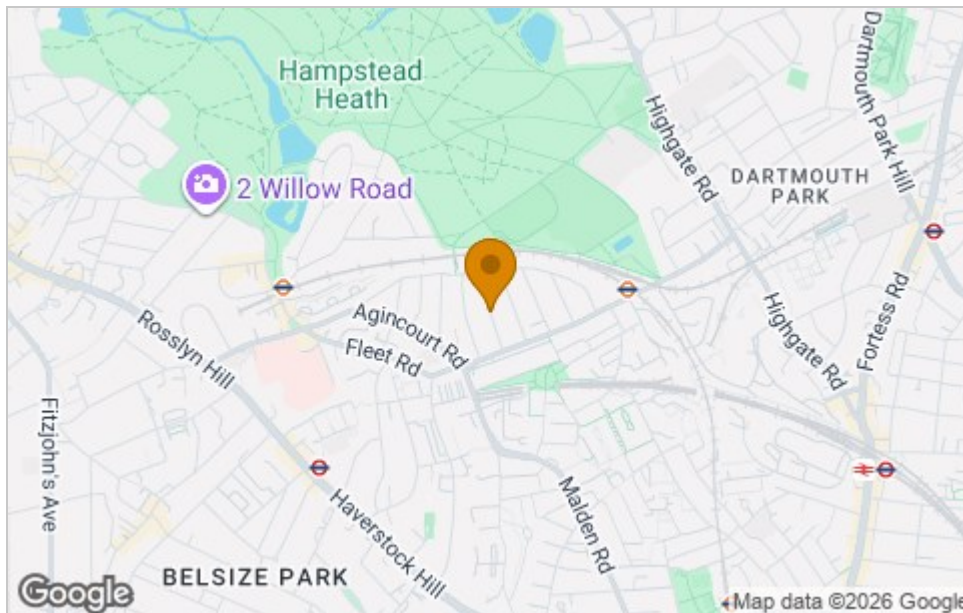 Hampstead
Heath
2 Willow Road
Highgate Rd
Dartmouth Park Hill
DARTMOUTH
PARK
Rosslyn Hill
Agincourt Rd
Fleet Rd
Highgate Rd
Fortess Rd
Fitzjohn's Ave
Haverstock Hill
Malden Rd
BELSIZE PARK
Google
Map data ©2026 Google